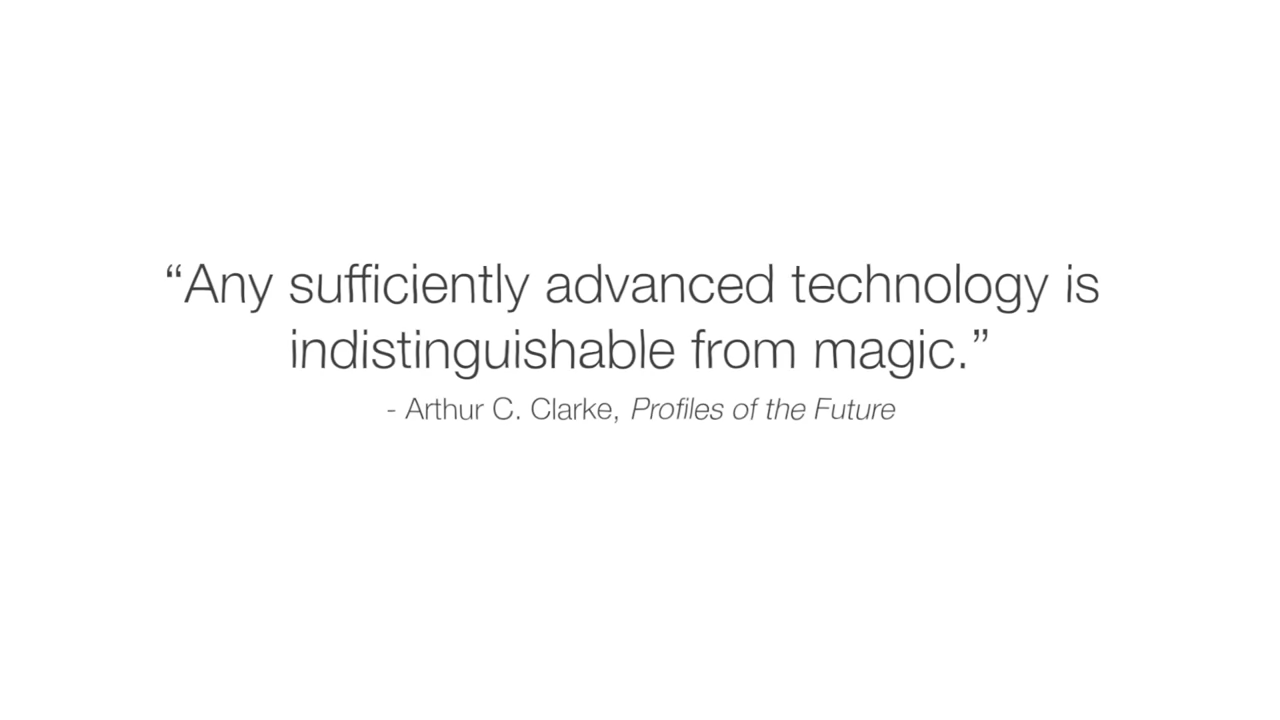 “Any sufficiently advanced technology is
indistinguishable from magic.”
- Arthur C. Clarke, Profiles of the Future